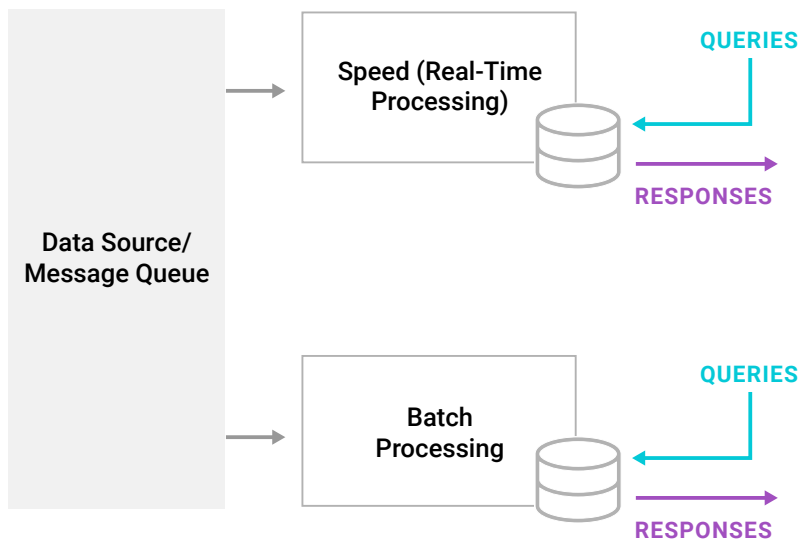 QUERIES
Speed (Real-Time
Processing)
RESPONSES
Data Source/
Message Queue
QUERIES
Batch
Processing
RESPONSES